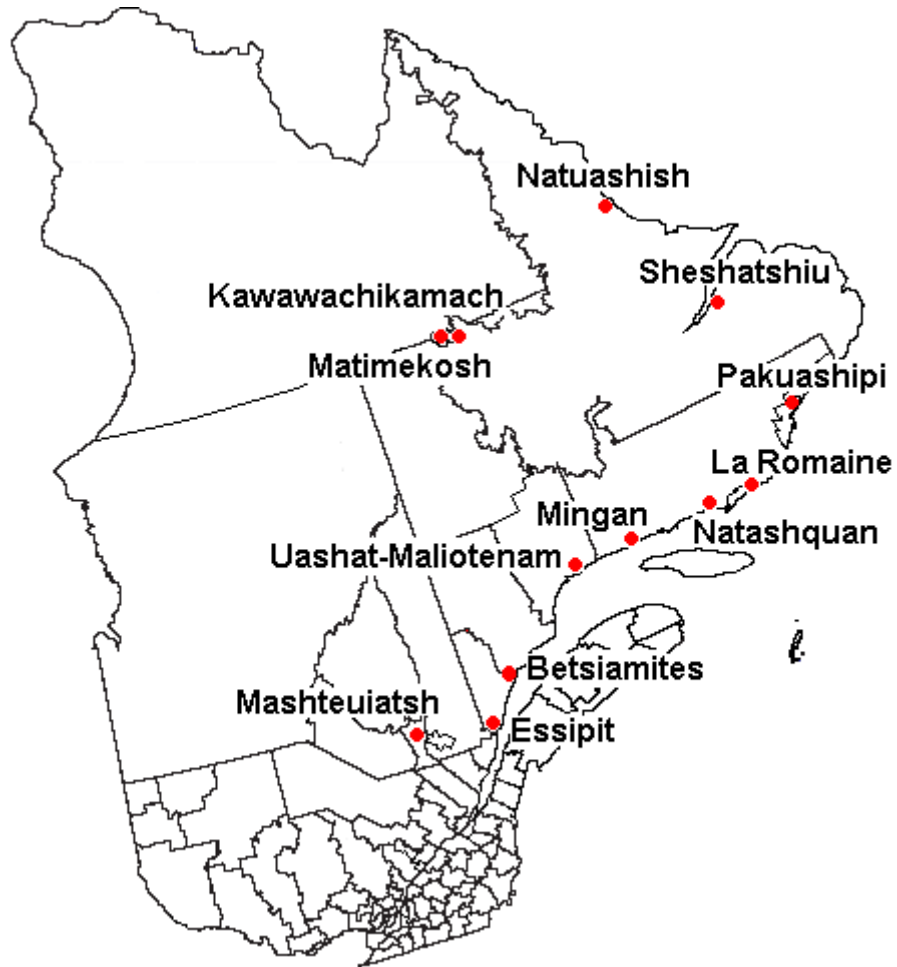 Natuashish
Sheshatshiu
Kawawachikamach
Matimekosh
Pakuashipi
La Romaine
Mingan
Natashquan
Uashat-Maliotenam
Betsiamites
Mashteuiatsh
Essipit